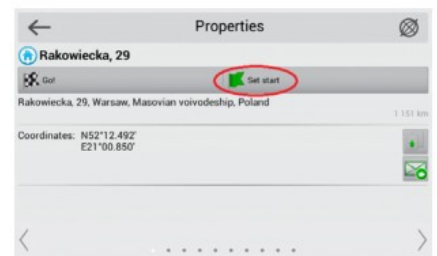 Properties
Rakowiecka, 29
Go!
Set start
Rakowiecka, 29, Warsaw, Masovian voivodeship, Poland
1 151 km
Coordinates: N52°12.492'
E21°00.850'